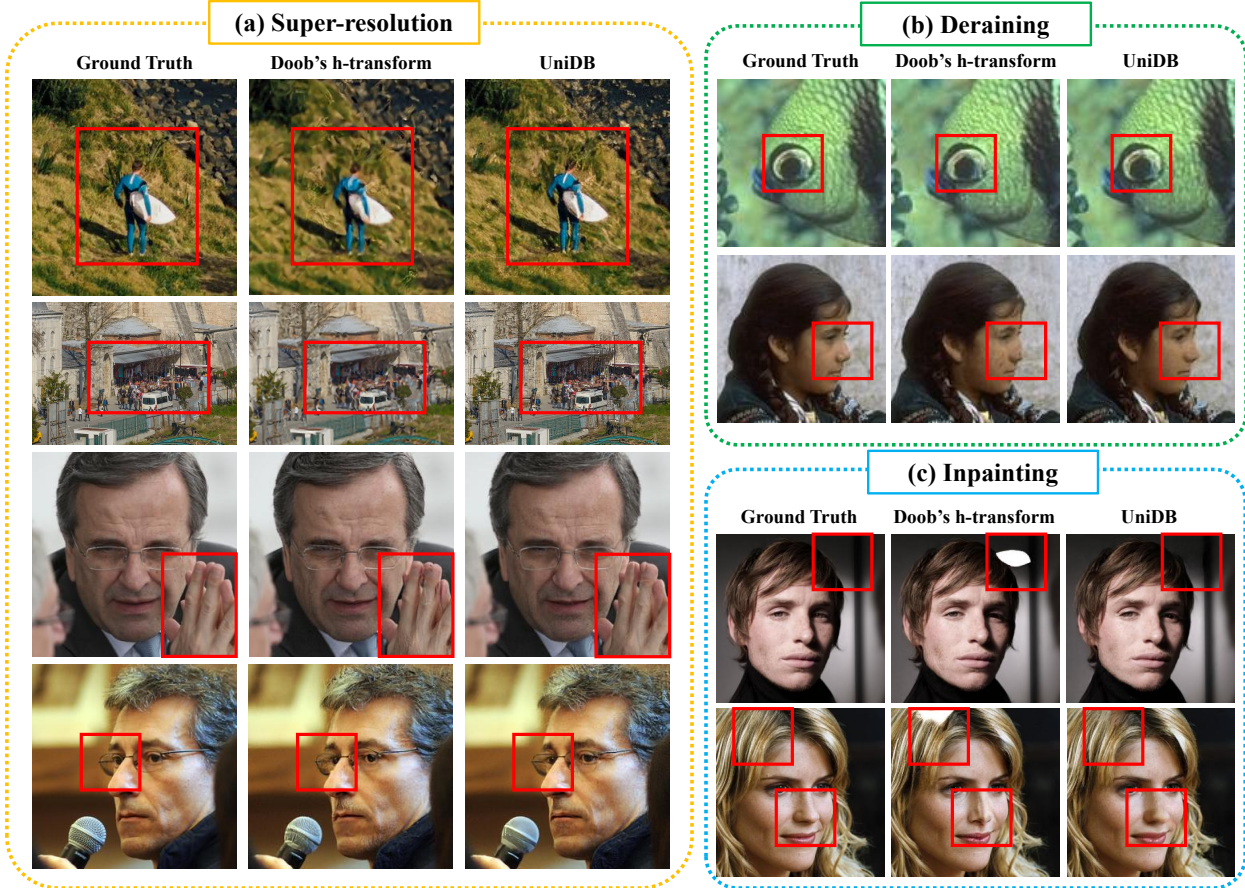 (a) Super-resolution
Ground Truth Doob's h-transform UniDB
(b) Deraining
Ground Truth Doob's h-transform UniDB
(c) Inpainting
Ground Truth Doob's h-transform UniDB